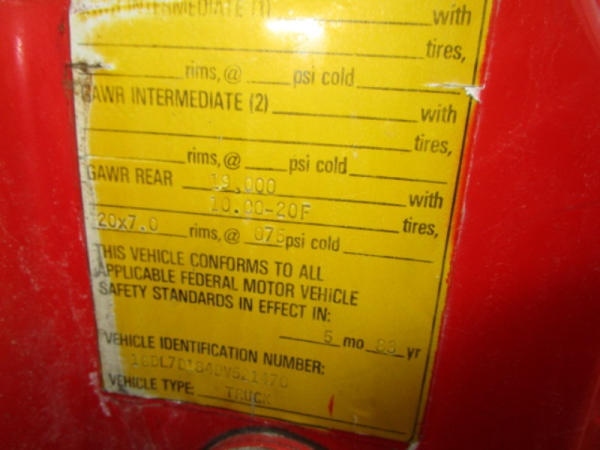 GAWR INTERMEDIATE (1) with
tires,
rims,@ psi cold
GAWR INTERMEDIATE (2) with
tires,
rims,@ psi cold
GAWR REAR 19,000 with
10.00-20F tires,
20x7.0 rims,@ 075 psi cold
THIS VEHICLE CONFORMS TO ALL
APPLICABLE FEDERAL MOTOR VEHICLE
SAFETY STANDARDS IN EFFECT IN:
5 mo 83 yr
VEHICLE IDENTIFICATION NUMBER:
VEHICLE TYPE TRUCK